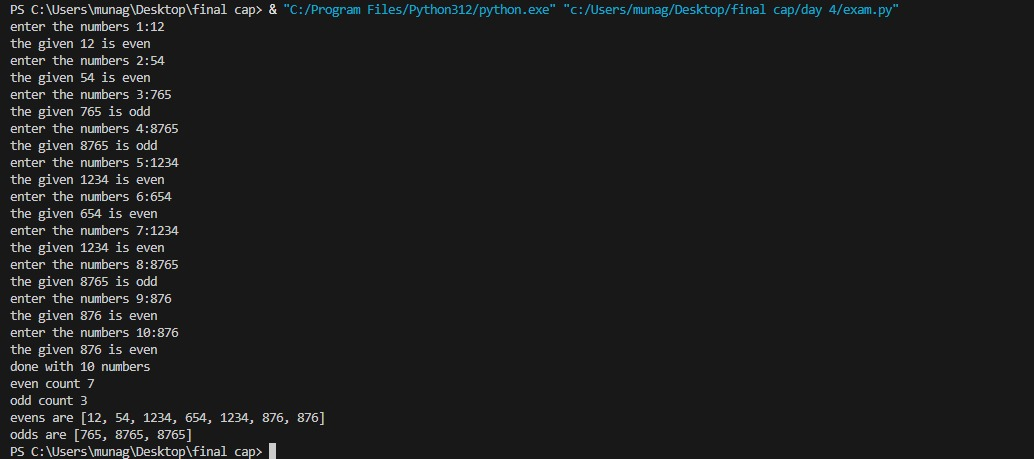 PS C:\Users\munag\Desktop\final cap> & "C:/Program Files/Python312/python.exe" "c:/Users/munag/Desktop/final cap/day 4/exam.py"
enter the numbers 1:12
the given 12 is even
enter the numbers 2:54
the given 54 is even
enter the numbers 3:765
the given 765 is odd
enter the numbers 4:8765
the given 8765 is odd
enter the numbers 5:1234
the given 1234 is even
enter the numbers 6:654
the given 654 is even
enter the numbers 7:1234
the given 1234 is even
enter the numbers 8:8765
the given 8765 is odd
enter the numbers 9:876
the given 876 is even
enter the numbers 10:876
the given 876 is even
done with 10 numbers
even count 7
odd count 3
evens are [12, 54, 1234, 654, 1234, 876, 876]
odds are [765, 8765, 8765]
PS C:\Users\munag\Desktop\final cap>